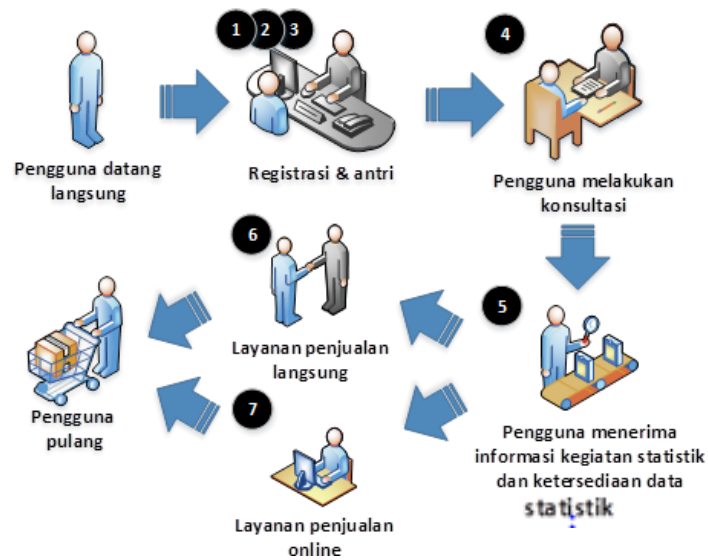 1 2 3
4
Pengguna datang
langsung
Registrasi & antri
Pengguna melakukan
konsultasi
6
5
Layanan penjualan
langsung
Pengguna
pulang
7
Pengguna menerima
informasi kegiatan statistik
dan ketersediaan data
statistik
Layanan penjualan
online